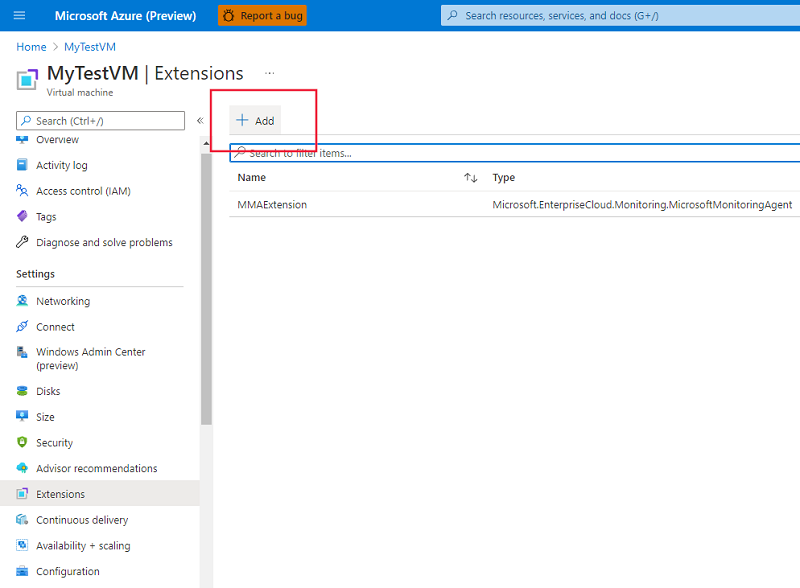 Microsoft Azure (Preview)
Report a bug
Search resources, services, and docs (G+/)
Home > MyTestVM
MyTestVM | Extensions ...
Virtual machine
Search (Ctrl+/)
«
+ Add
Search to filter items...
Overview
Activity log
Access control (IAM)
Tags
Diagnose and solve problems
Settings
Networking
Connect
Windows Admin Center
(preview)
Disks
Size
Security
Advisor recommendations
Extensions
Continuous delivery
Availability + scaling
Configuration
Name
Type
MMAExtension
Microsoft.EnterpriseCloud.Monitoring.MicrosoftMonitoringAgent